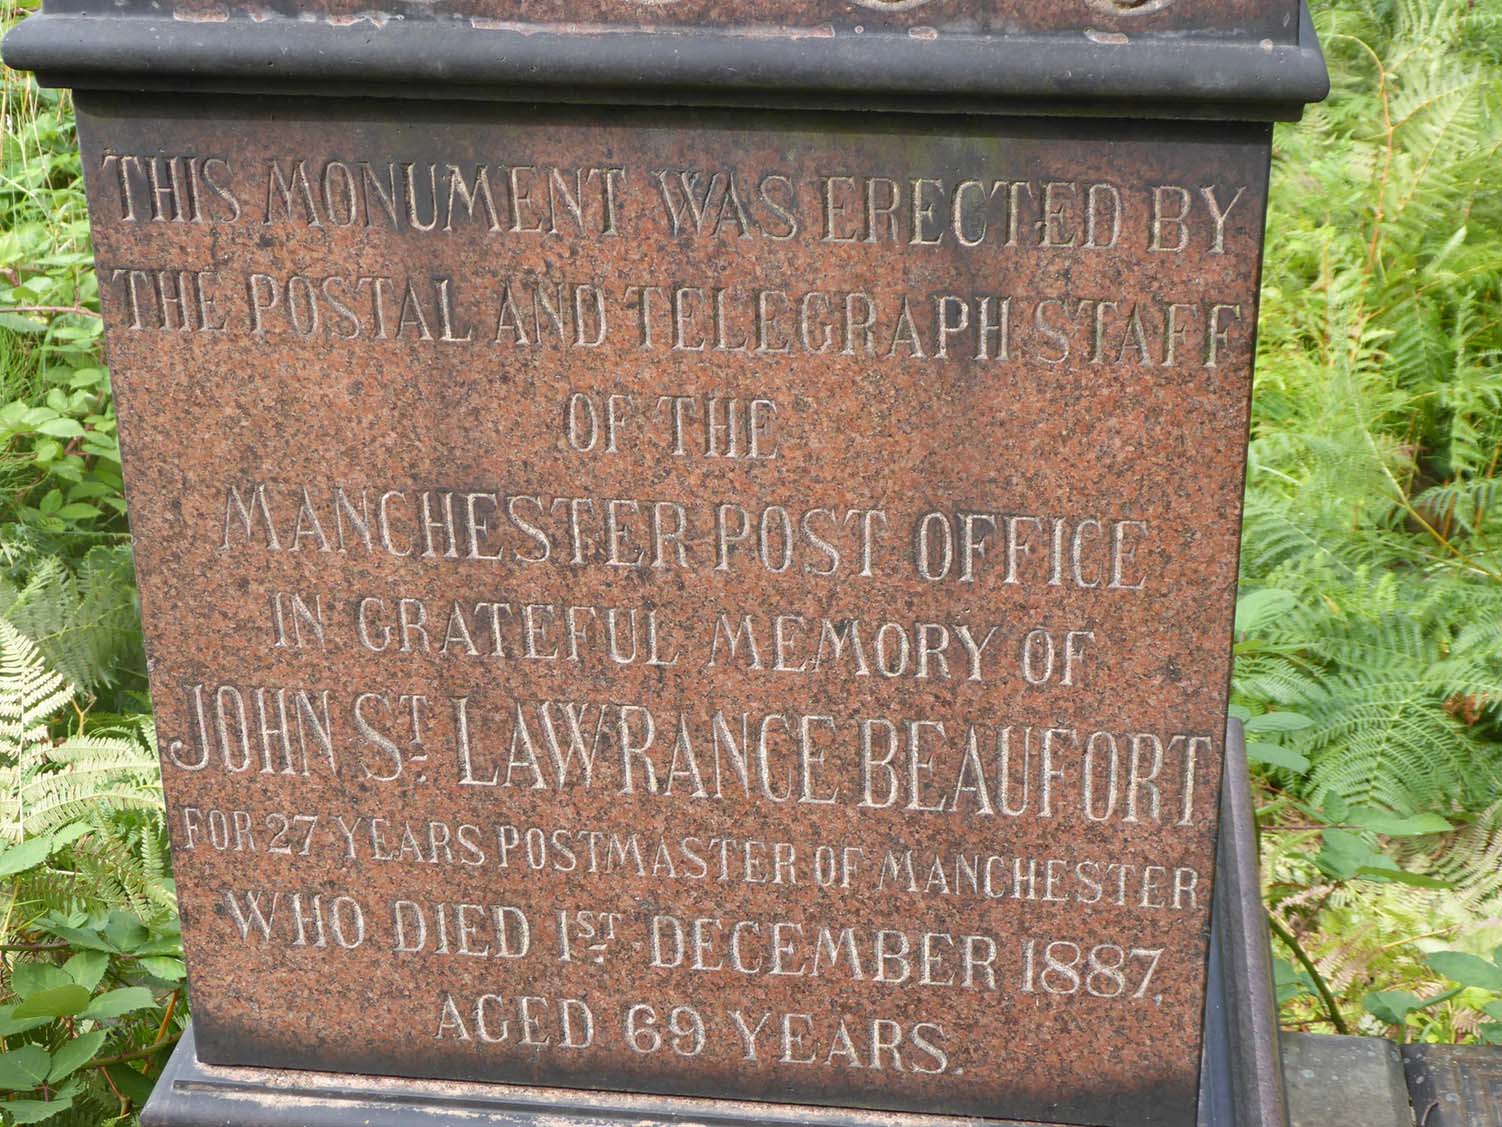 THIS MONUMENT WAS ERECTED BY
THE POSTAL AND TELEGRAPH STAFF
OF THE
MANCHESTER POST OFFICE
IN GRATEFUL MEMORY OF
JOHN ST. LAWRANCE BEAUFORT
FOR 27 YEARS POSTMASTER OF MANCHESTER
WHO DIED 1ST. DECEMBER 1887,
AGED 69 YEARS.